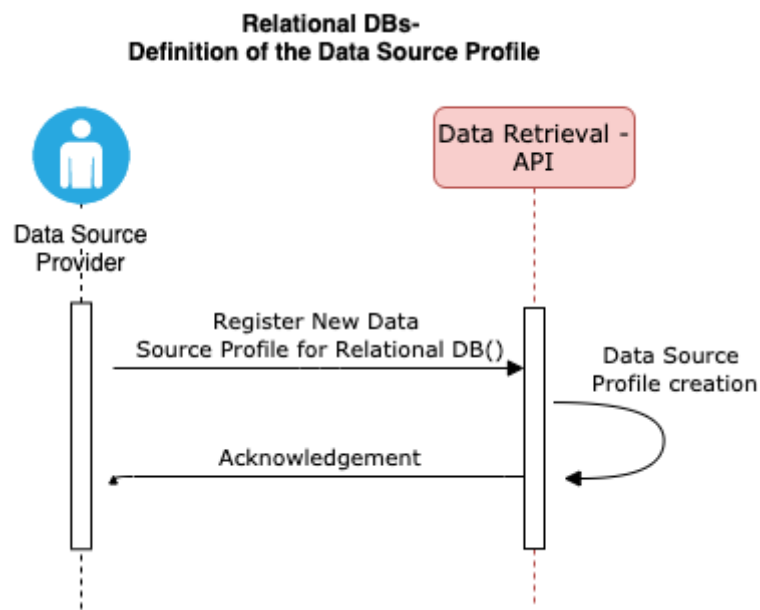 Relational DBs-
Definition of the Data Source Profile
Data Retrieval -
API
Data Source
Provider
Register New Data
Source Profile for Relational DB()
Data Source
Profile creation
Acknowledgement